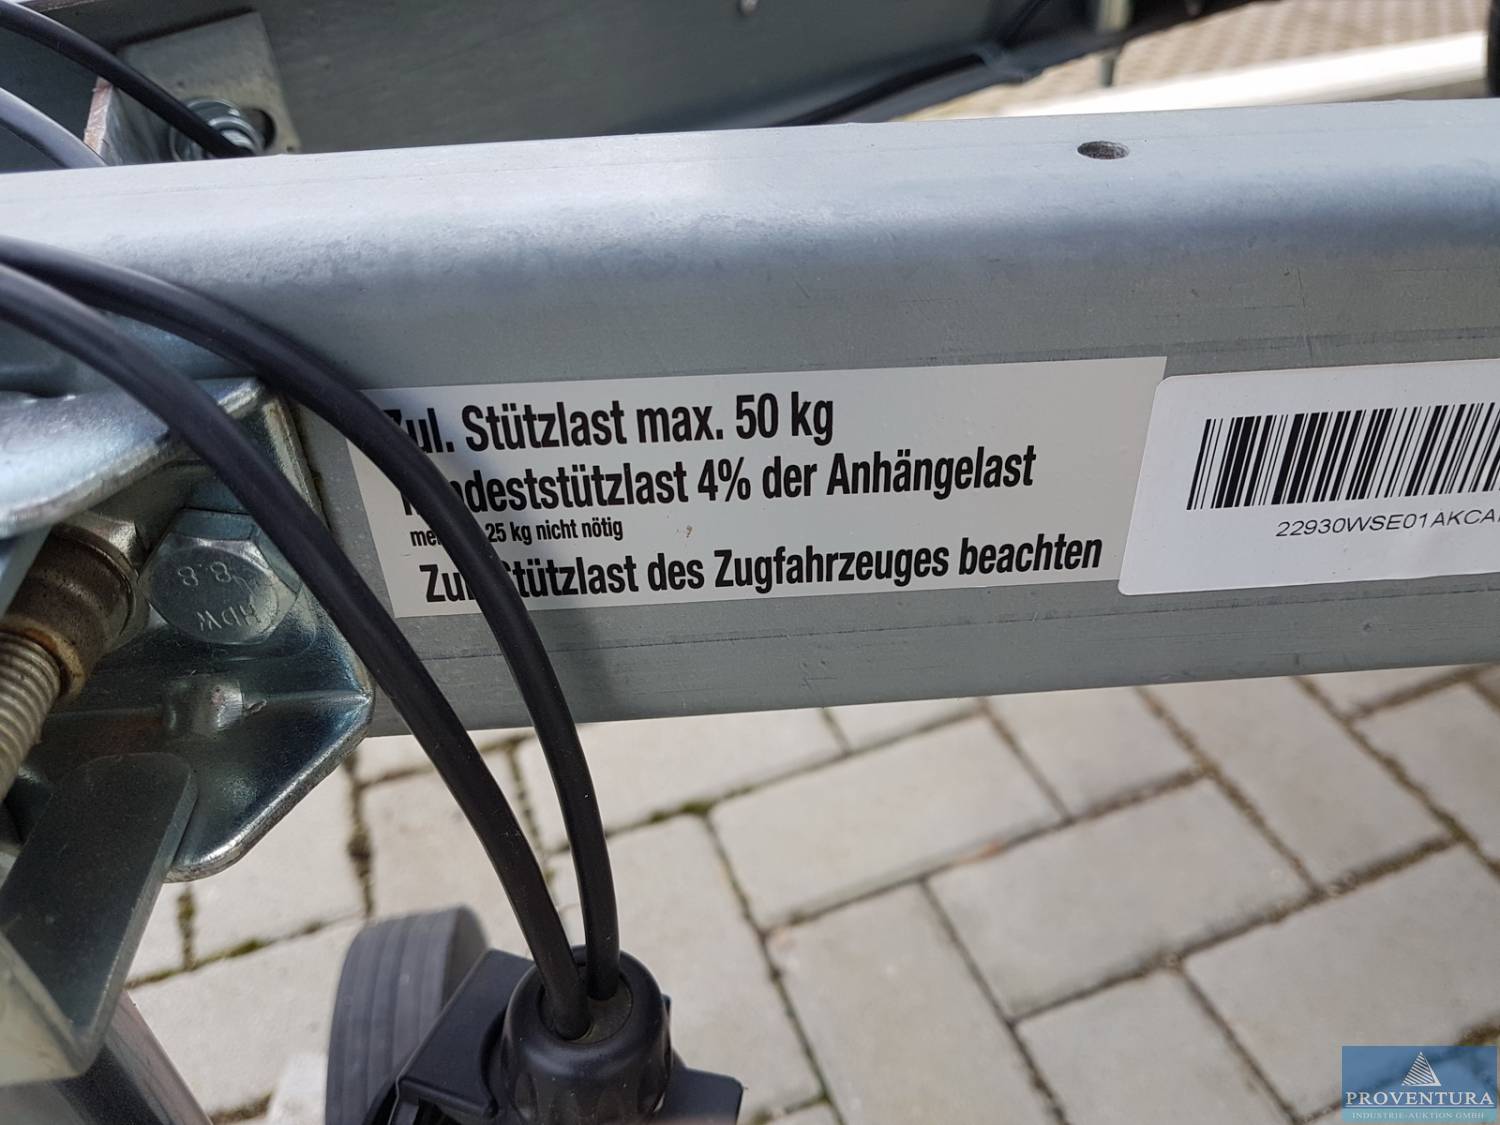 Zul. Stützlast max. 50 kg
4% der Anhängelast
25 kg nicht nötig
Stützlast des Zugfahrzeuges beachten
8.8
22930WSE01AKCA
PROVENTURA
INDUSTRIE-AUKTION GMBH